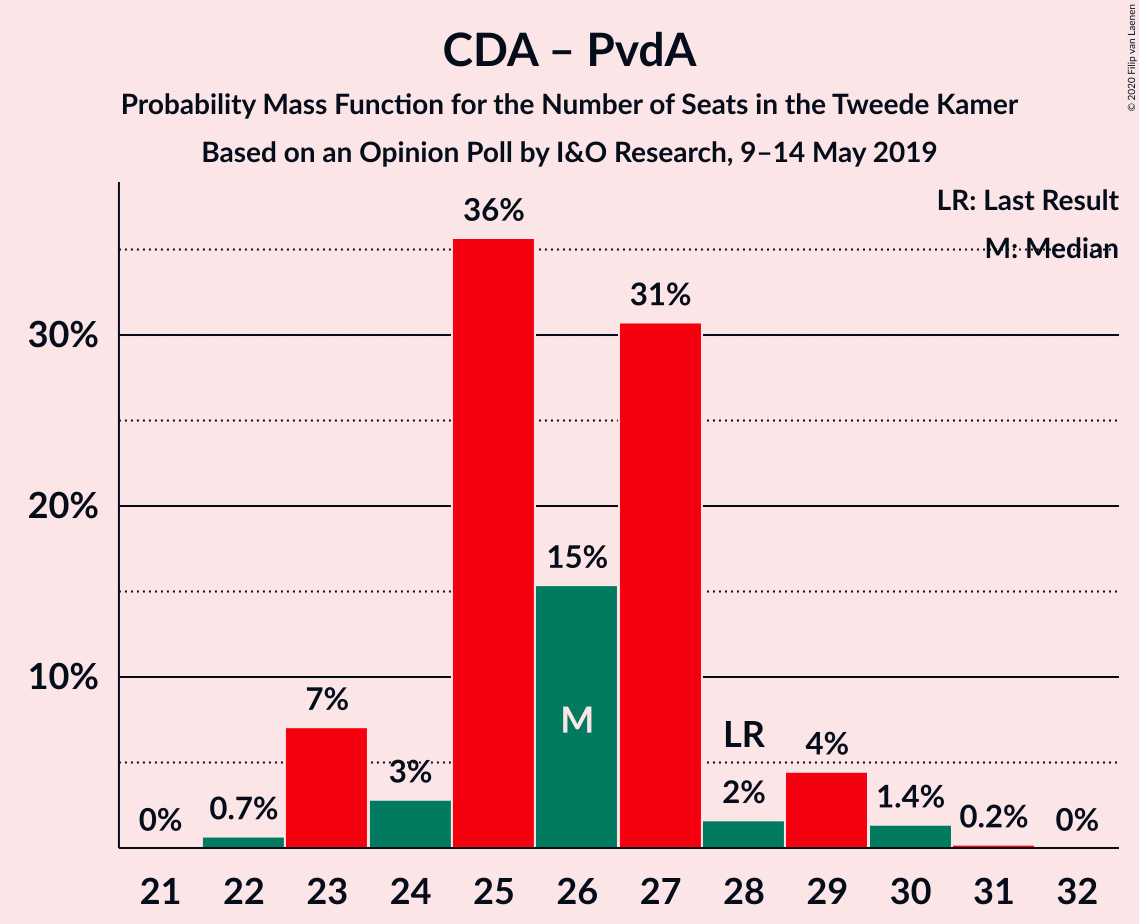 CDA – PvdA
Probability Mass Function for the Number of Seats in the Tweede Kamer
Based on an Opinion Poll by I&O Research, 9–14 May 2019
© 2020 Filip van Laenen
LR: Last Result
M: Median
30%
20%
10%
0%
0.7%
7%
3%
36%
15%
31%
2%
4%
1.4%
0.2%
0%
M
LR
21 22 23 24 25 26 27 28 29 30 31 32